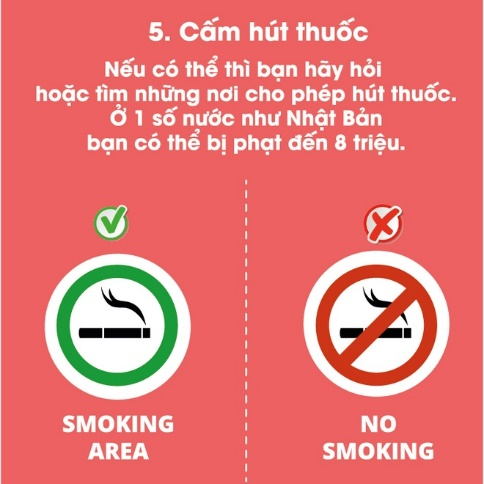 5. Cấm hút thuốc
Nếu có thể thì bạn hãy hỏi
hoặc tìm những nơi cho phép hút thuốc.
Ở 1 số nước như Nhật Bản
bạn có thể bị phạt đến 8 triệu.
SMOKING
AREA
NO
SMOKING